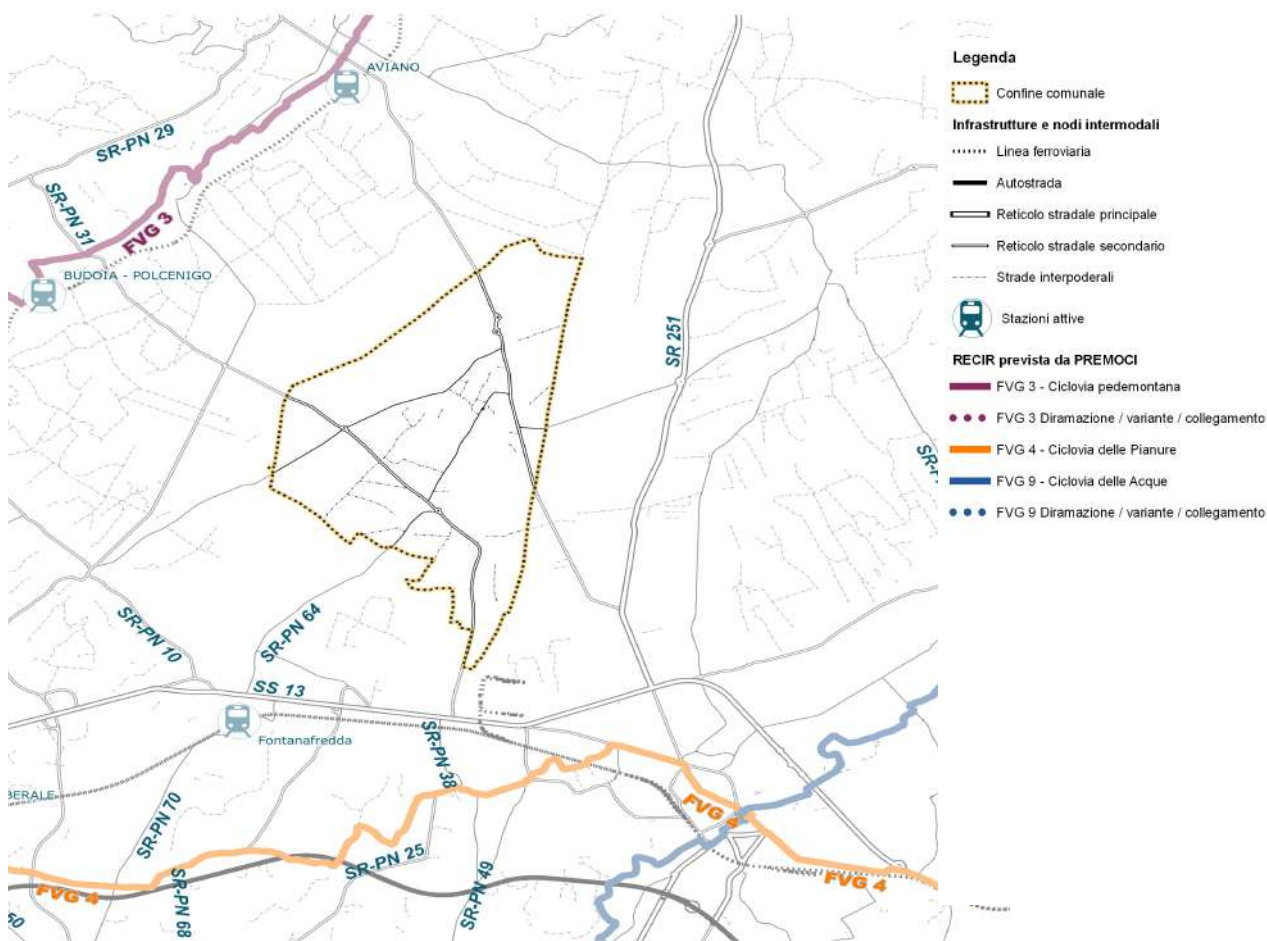 AVIANO
SR-PN 29
SR-PN 31
FVG 3
BUDOIA - POLCENIGO
SR 251
SR-PN 10
SR-PN 64
SS 13
Fontanafredda
BERALE
SR-PN 38
SR-PN 70
FVG 4
SR-PN 25
FVG 4
FVG 4
SR-PN 49
SR-PN 68
50
Legenda
Confine comunale
Infrastrutture e nodi intermodali
Linea ferroviaria
Autostrada
Reticolo stradale principale
Reticolo stradale secondario
Strade interpoderali
Stazioni attive
RECIR prevista da PREMOCI
FVG 3 - Ciclovia pedemontana
FVG 3 Diramazione / variante / collegamento
FVG 4 - Ciclovia delle Pianure
FVG 9 - Ciclovia delle Acque
FVG 9 Diramazione / variante / collegamento